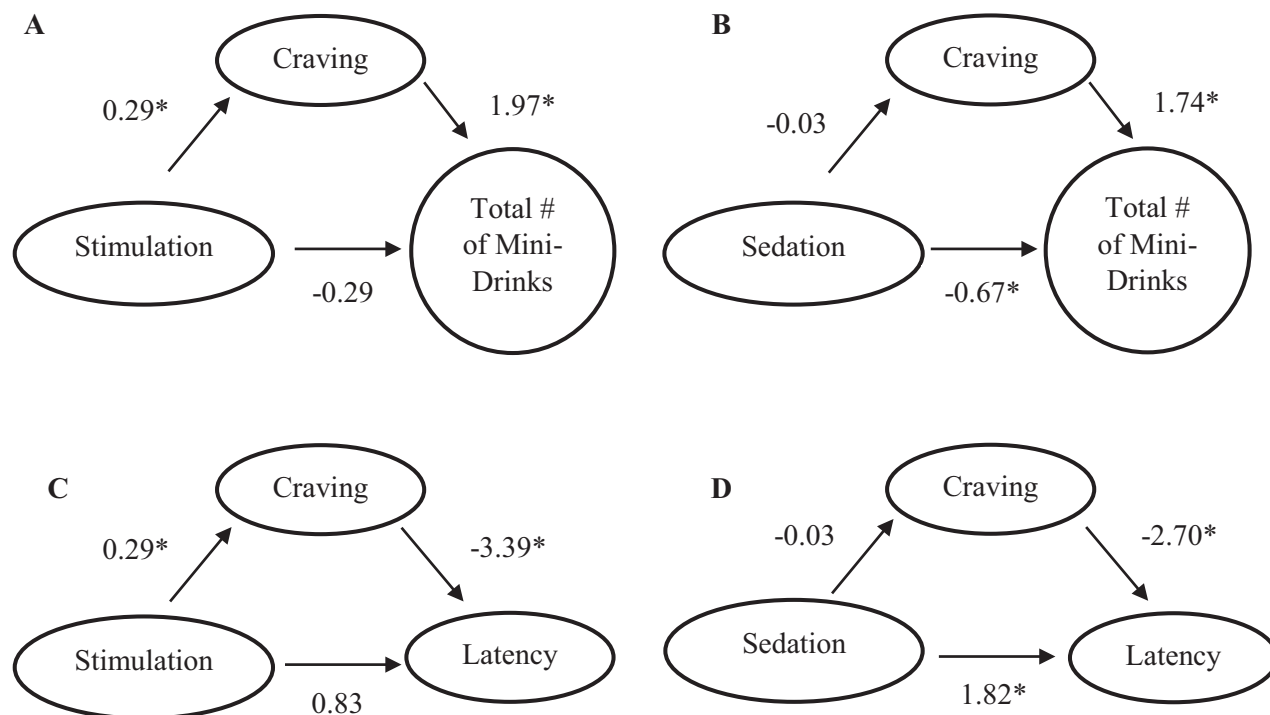 A
Craving
0.29*
1.97*
Stimulation
Total #
of Mini-
Drinks
-0.29
B
Craving
-0.03
1.74*
Sedation
Total #
of Mini-
Drinks
-0.67*
C
Craving
0.29*
-3.39*
Stimulation
Latency
0.83
D
Craving
-0.03
-2.70*
Sedation
Latency
1.82*